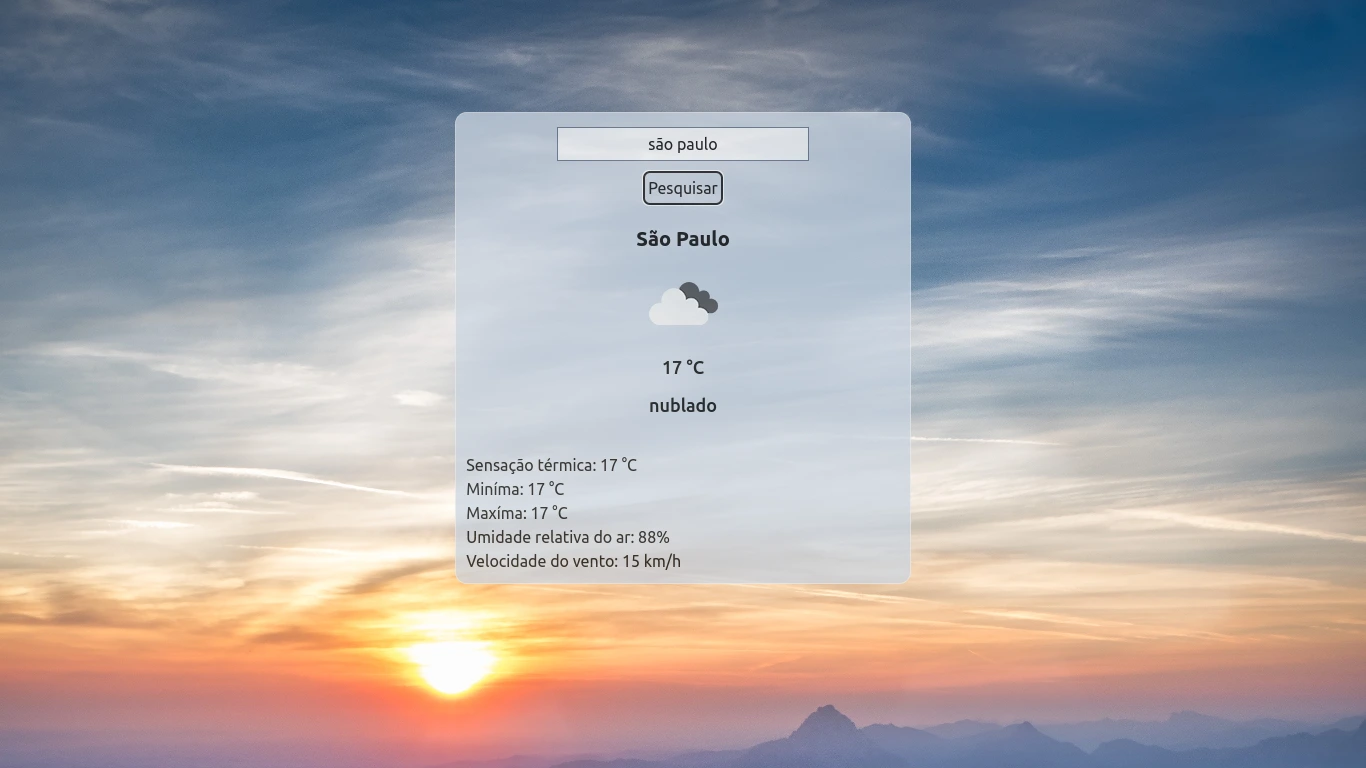 são paulo
Pesquisar
São Paulo
17 °C
nublado
Sensação térmica: 17 °C
Miníma: 17 °C
Maxíma: 17 °C
Umidade relativa do ar: 88%
Velocidade do vento: 15 km/h